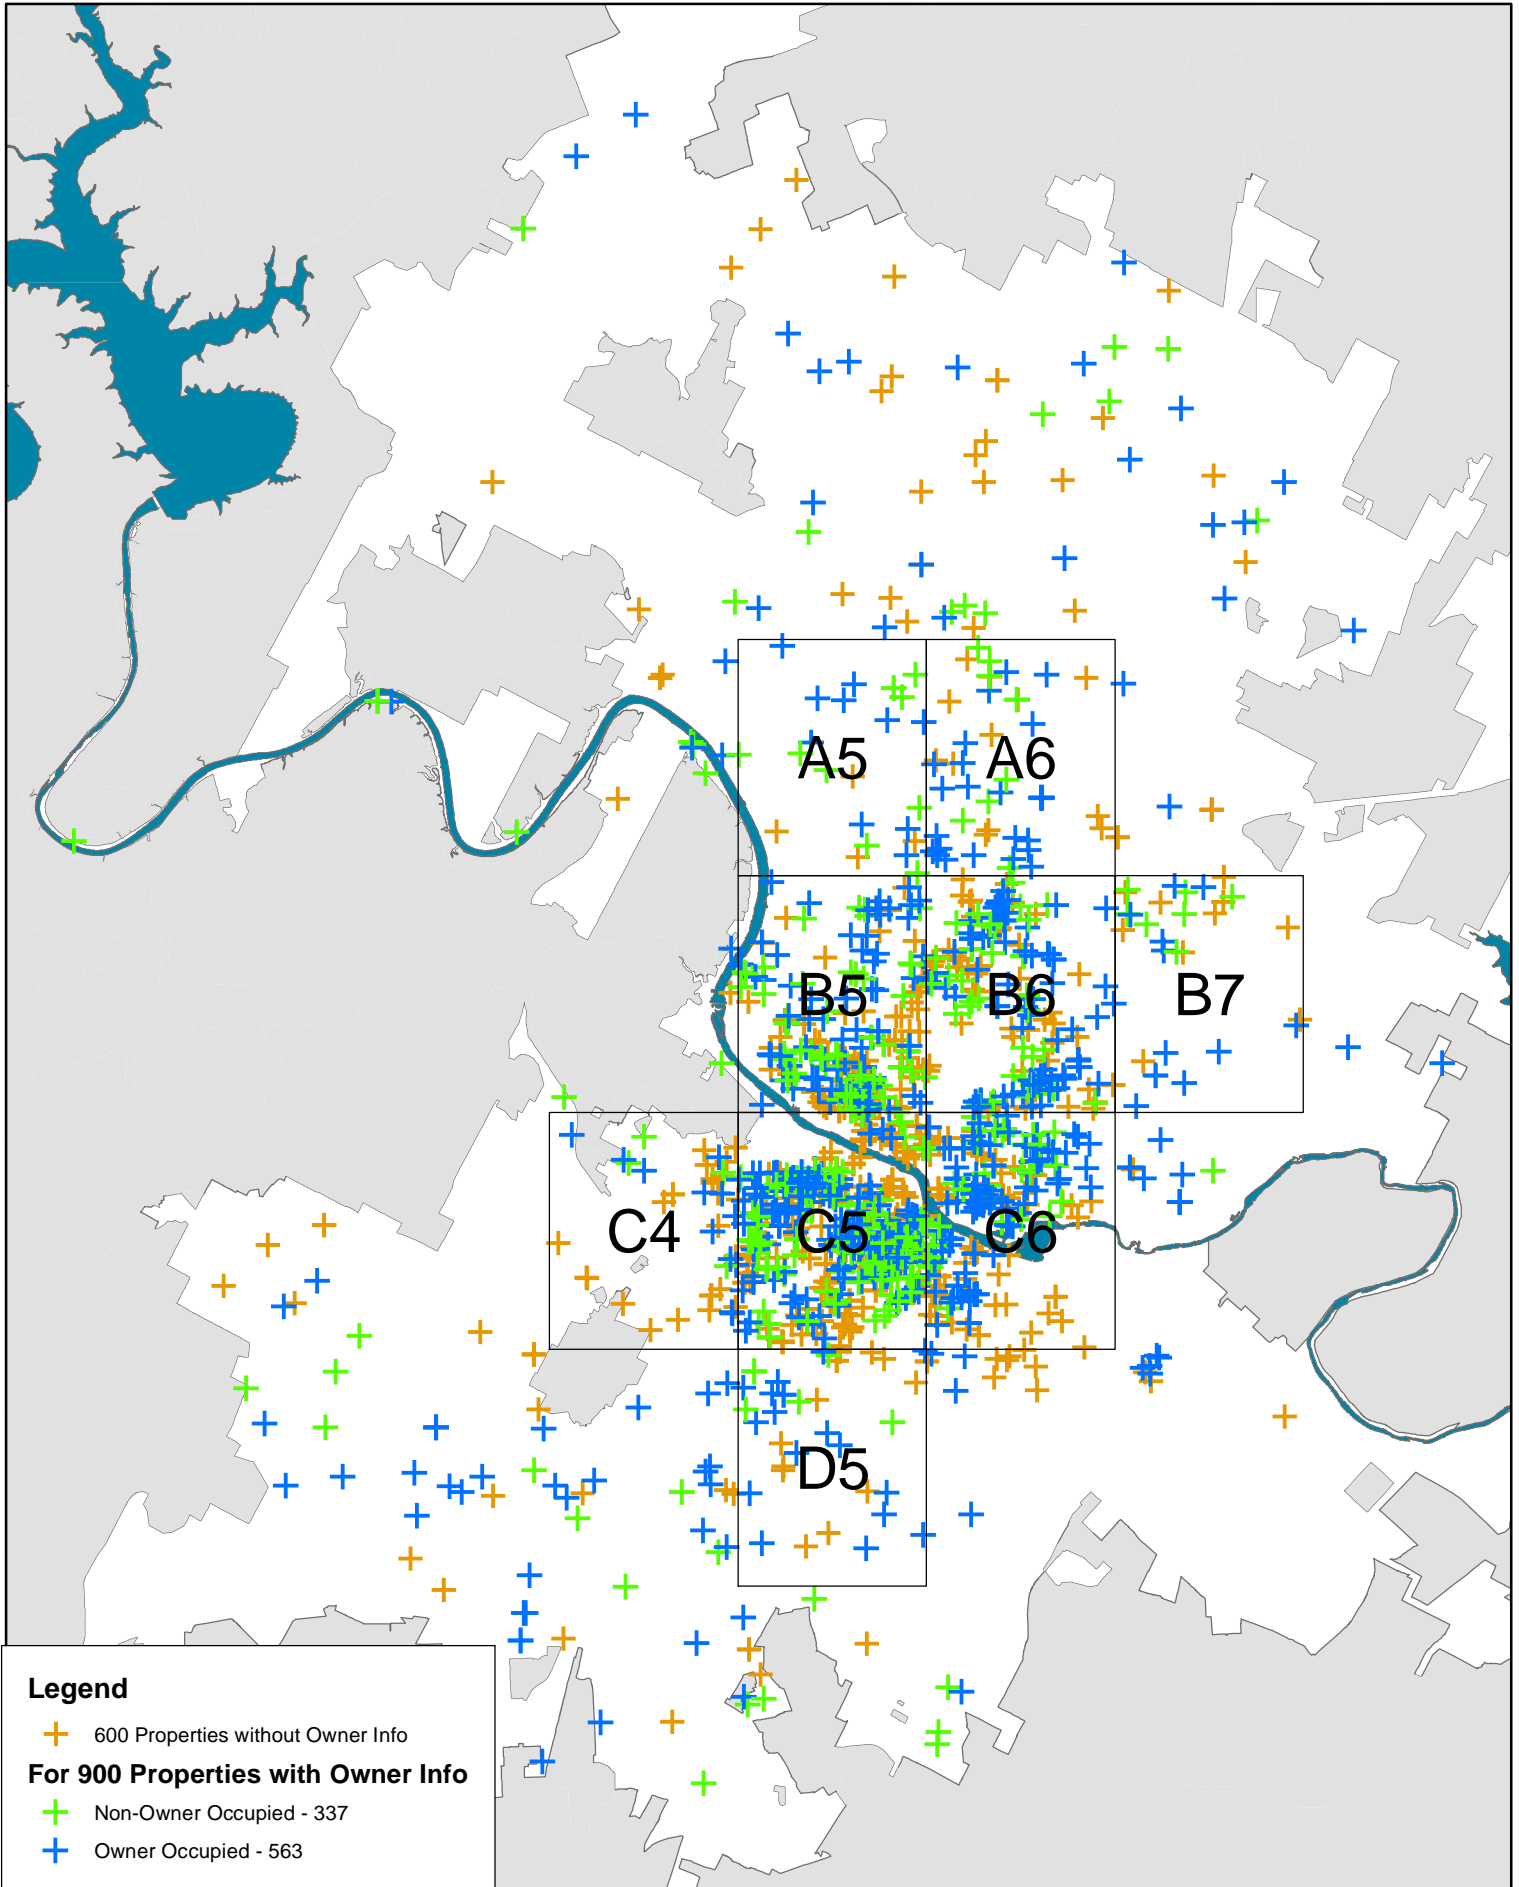 A5
A6
B5
B6
B7
C4
C5
C6
D5
Legend
600 Properties without Owner Info
For 900 Properties with Owner Info
Non-Owner Occupied - 337
Owner Occupied - 563